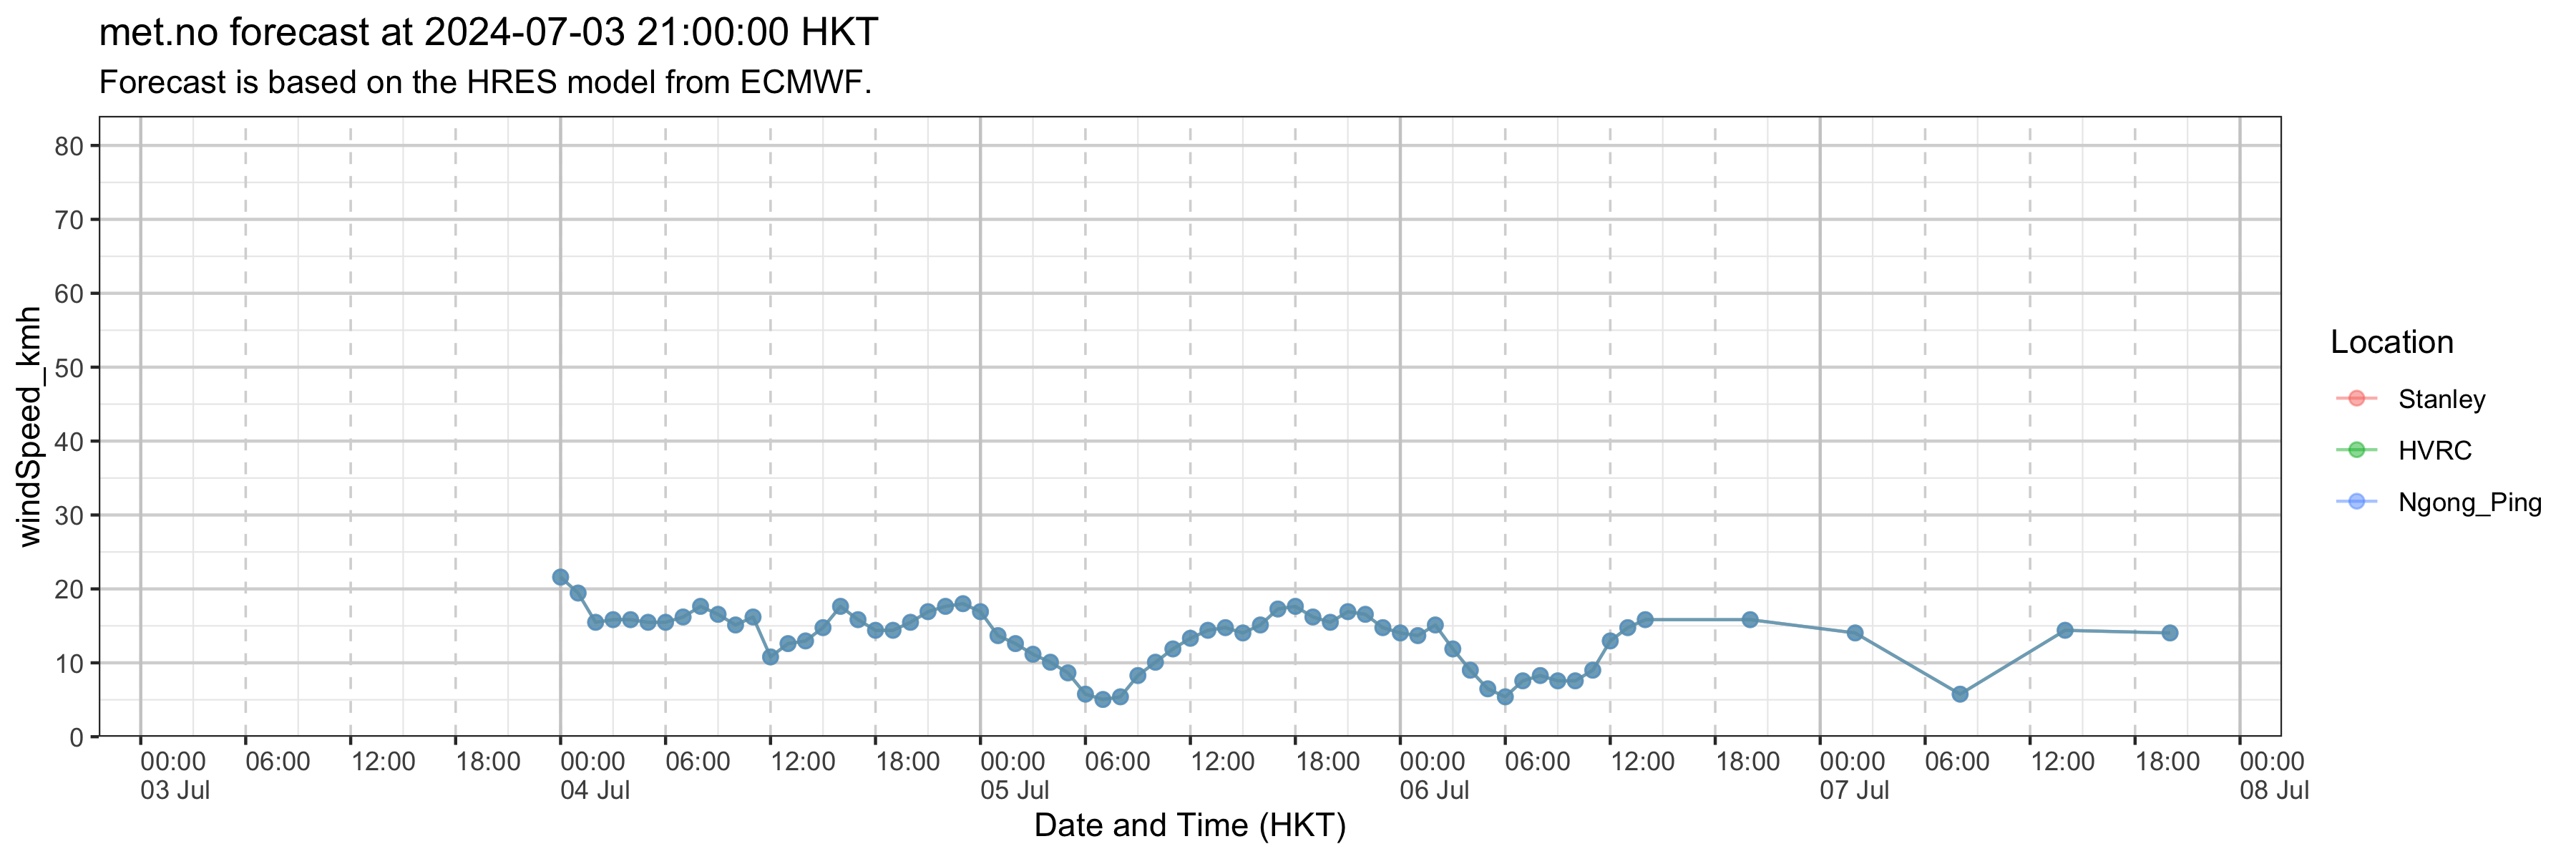 met.no forecast at 2024-07-03 21:00:00 HKT
Forecast is based on the HRES model from ECMWF.
windSpeed_kmh
80
70
60
50
40
30
20
10
0
00:00 06:00 12:00 18:00 00:00 06:00 12:00 18:00 00:00 06:00 12:00 18:00 00:00 06:00 12:00 18:00 00:00 06:00 12:00 18:00 00:00
03 Jul 04 Jul 05 Jul 06 Jul 07 Jul 08 Jul
Date and Time (HKT)
Location
Stanley
HVRC
Ngong_Ping